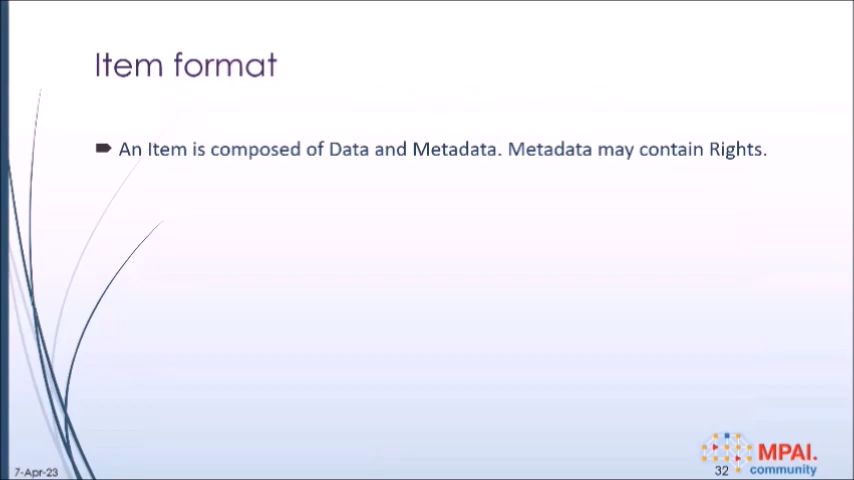 Item format
An Item is composed of Data and Metadata. Metadata may contain Rights.
7-Apr-23
32
MPAI.
community